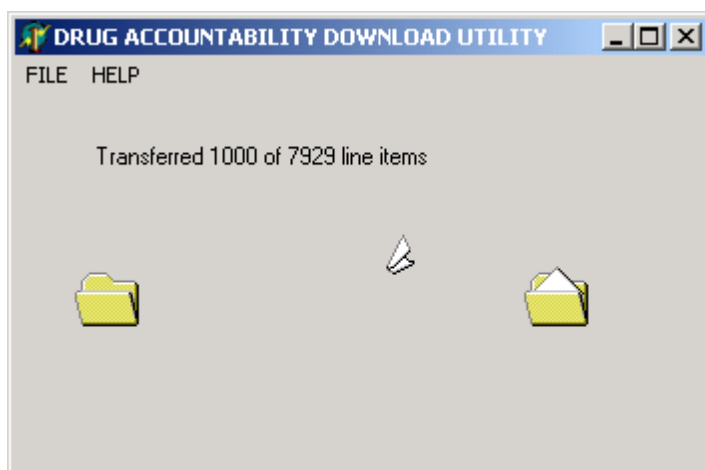 DRUG ACCOUNTABILITY DOWNLOAD UTILITY
FILE HELP
Transferred 1000 of 7929 line items